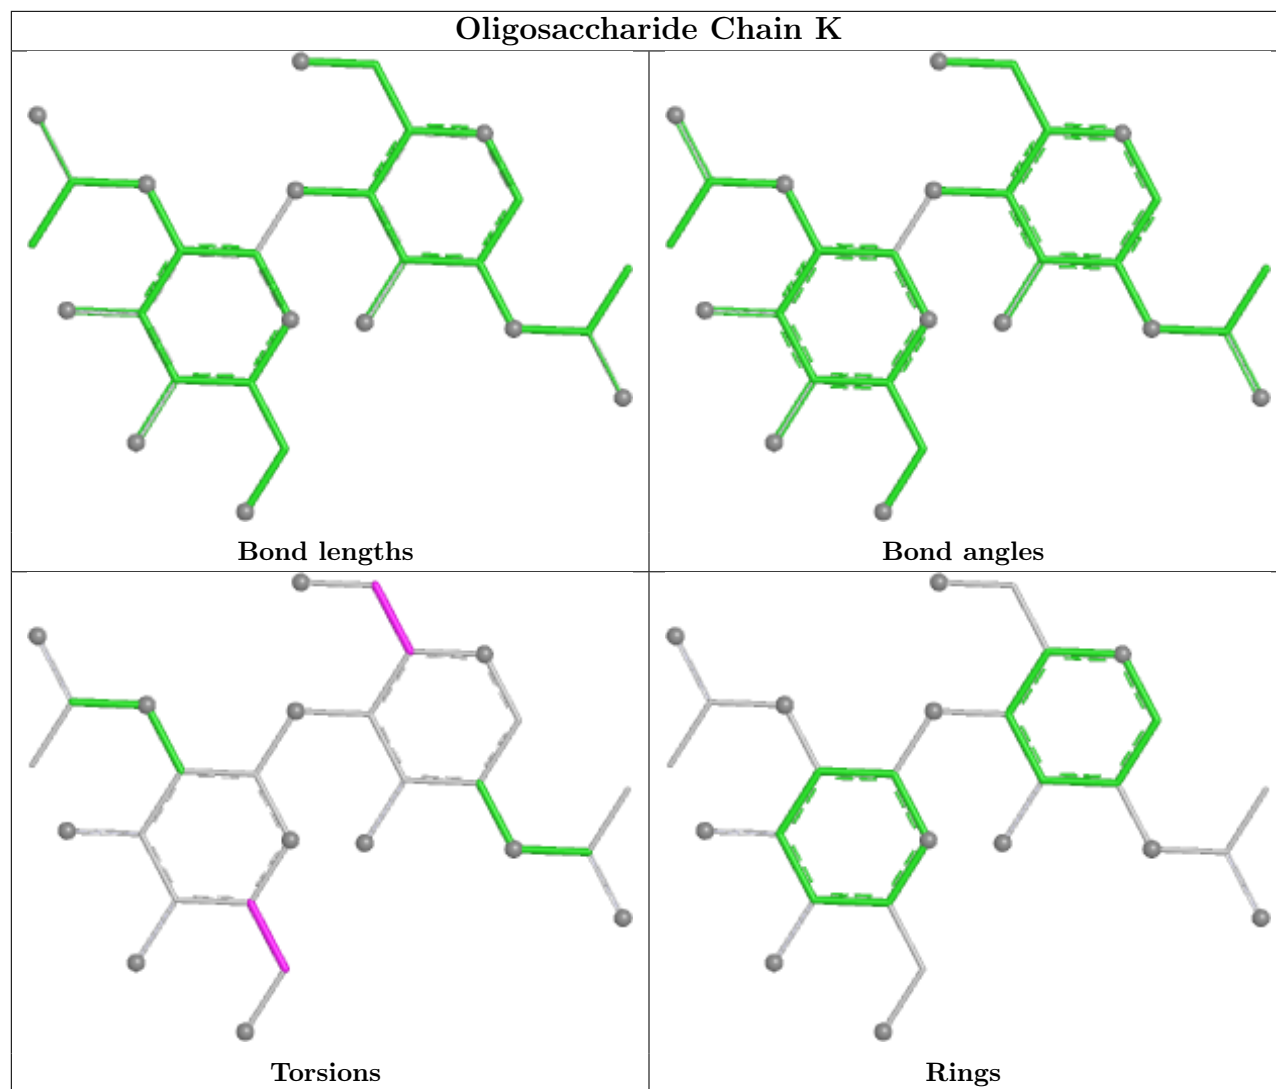 Oligosaccharide Chain K
Bond lengths
Bond angles
Torsions
Rings